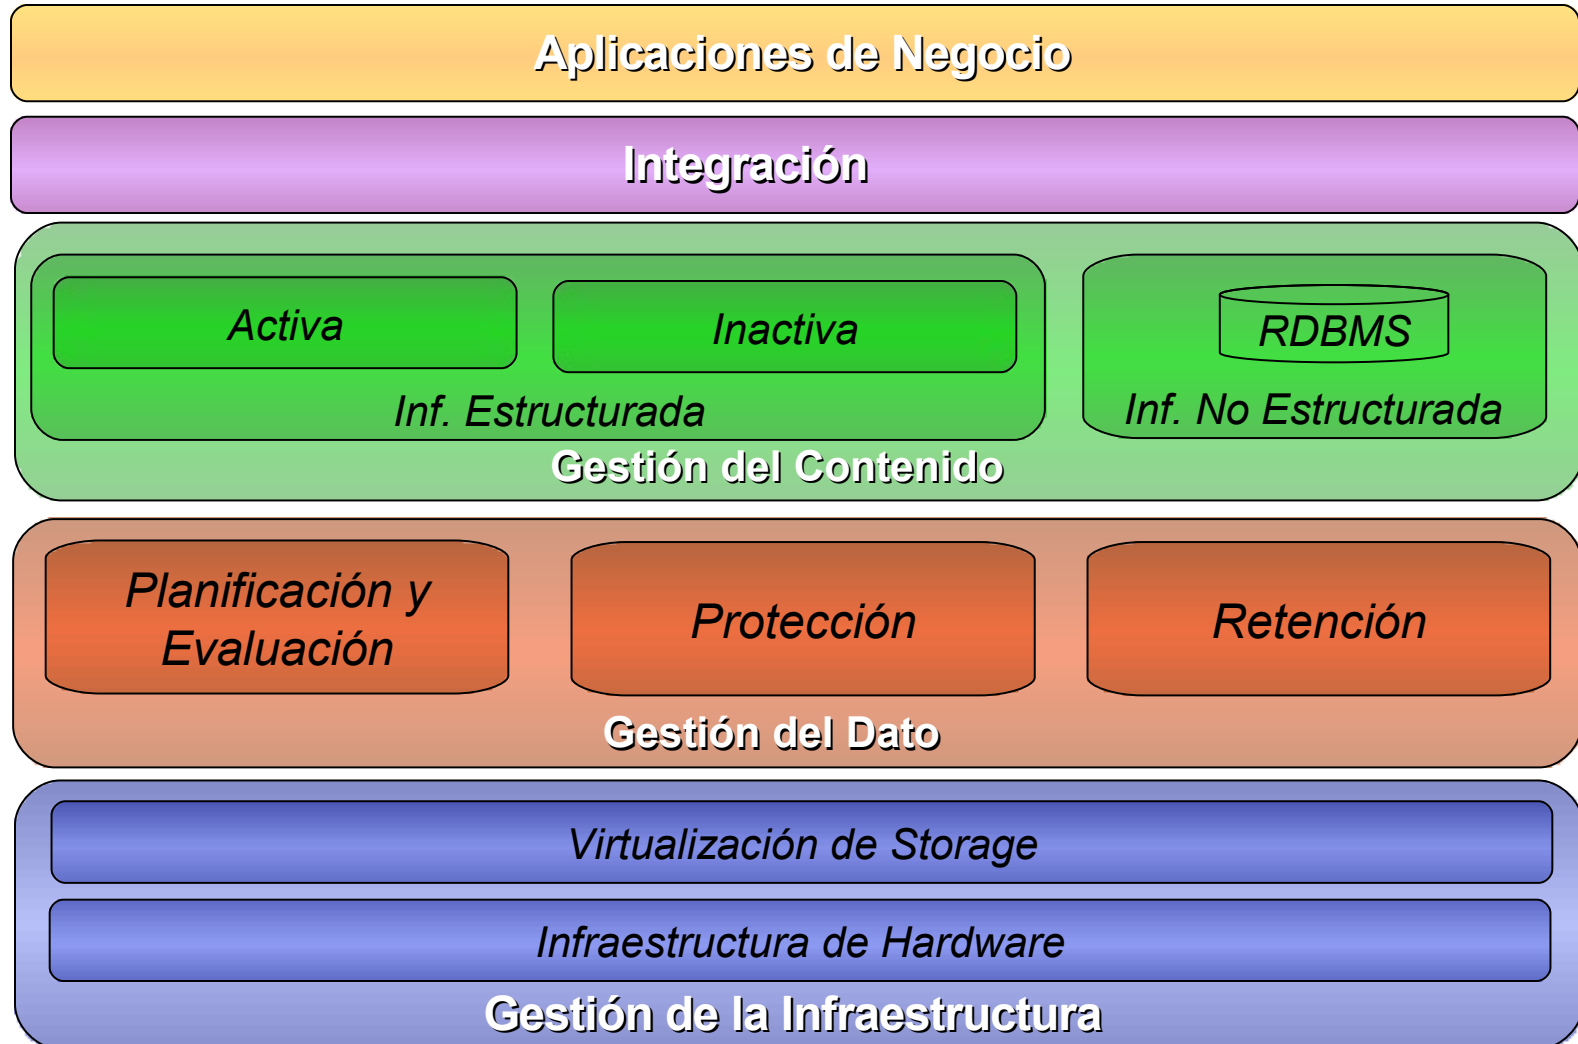 Aplicaciones de Negocio
Integración
Activa
Inactiva
RDBMS
Inf. Estructurada
Inf. No Estructurada
Gestión del Contenido
Planificación y
Evaluación
Protección
Retención
Gestión del Dato
Virtualización de Storage
Infraestructura de Hardware
Gestión de la Infraestructura